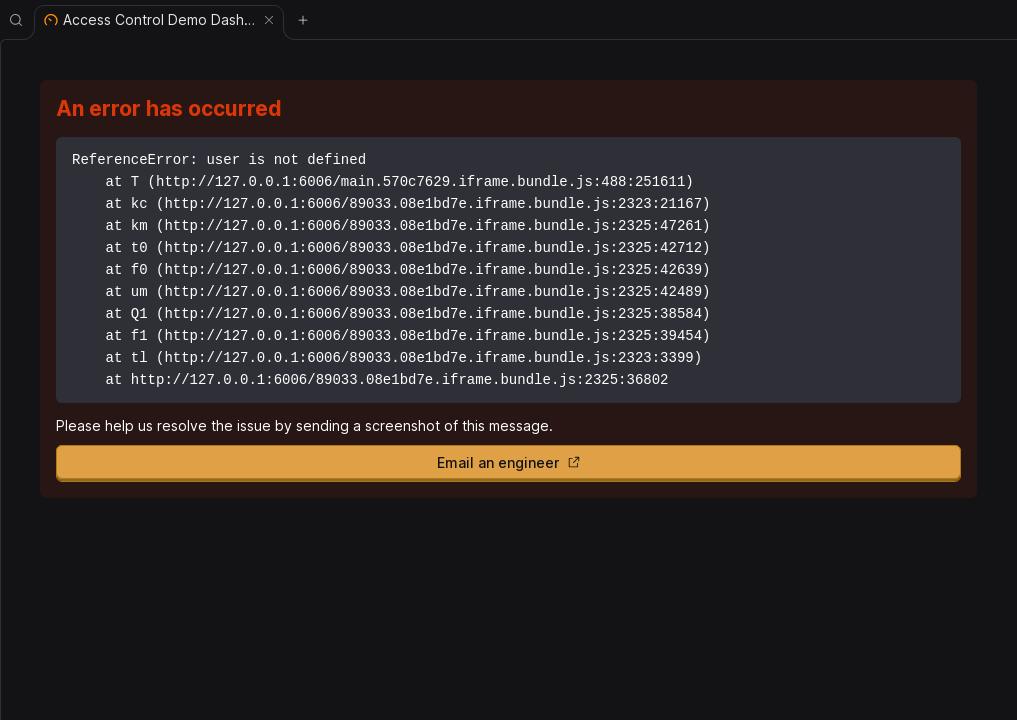 Access Control Demo Dash...
An error has occurred
ReferenceError: user is not defined
    at T (http://127.0.0.1:6006/main.570c7629.iframe.bundle.js:488:251611)
    at kc (http://127.0.0.1:6006/89033.08e1bd7e.iframe.bundle.js:2323:21167)
    at km (http://127.0.0.1:6006/89033.08e1bd7e.iframe.bundle.js:2325:47261)
    at t0 (http://127.0.0.1:6006/89033.08e1bd7e.iframe.bundle.js:2325:42712)
    at f0 (http://127.0.0.1:6006/89033.08e1bd7e.iframe.bundle.js:2325:42639)
    at um (http://127.0.0.1:6006/89033.08e1bd7e.iframe.bundle.js:2325:42489)
    at Q1 (http://127.0.0.1:6006/89033.08e1bd7e.iframe.bundle.js:2325:38584)
    at f1 (http://127.0.0.1:6006/89033.08e1bd7e.iframe.bundle.js:2325:39454)
    at tl (http://127.0.0.1:6006/89033.08e1bd7e.iframe.bundle.js:2323:3399)
    at http://127.0.0.1:6006/89033.08e1bd7e.iframe.bundle.js:2325:36802
Please help us resolve the issue by sending a screenshot of this message.
Email an engineer